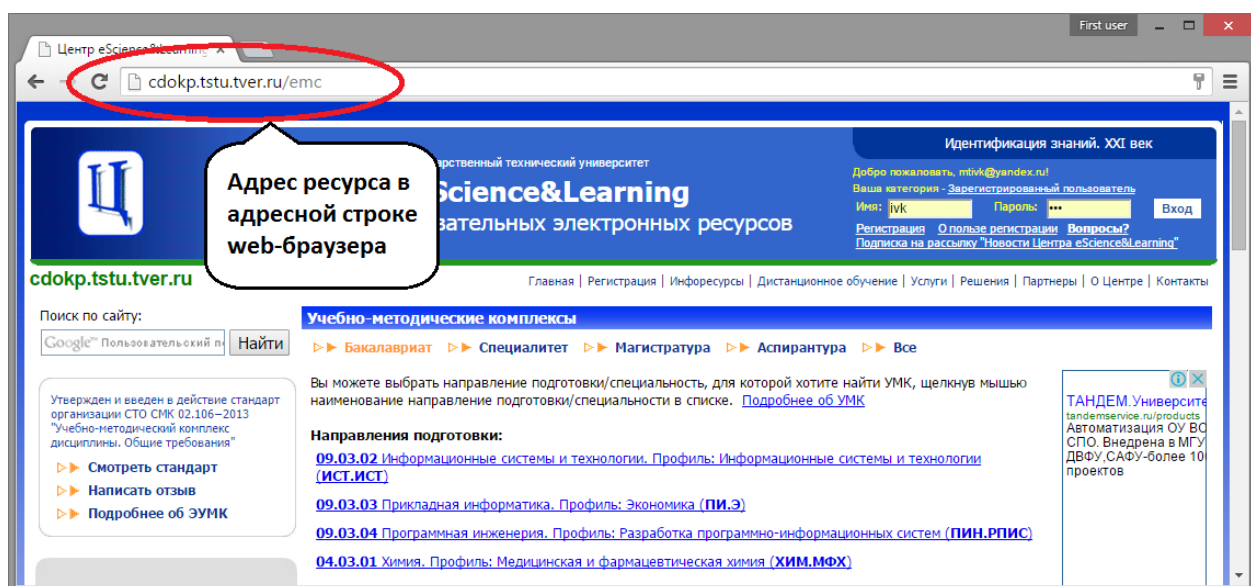 First user
Центр eScience&Learning
cdokp.tstu.tver.ru/emc
Адрес ресурса в
адресной строке
web-браузера
Ц
технический университет
Science&Learning
электронных ресурсов
Идентификация знаний. XXI век
Добро пожаловать, mtivk@yandex.ru!
Ваша категория - Зарегистрированный пользователь
Имя: ivk Пароль: ••• Вход
Регистрация О пользе регистрации Вопросы?
Подписка на рассылку "Новости Центра eScience&Learning"
cdokp.tstu.tver.ru
Главная | Регистрация | Инфоресурсы | Дистанционное обучение | Услуги | Решения | Партнеры | О Центре | Контакты
Поиск по сайту:
Google™ Пользовательский п Найти
Утвержден и введен в действие стандарт
организации СТО СМК 02.106–2013
"Учебно-методический комплекс
дисциплины. Общие требования"
Смотреть стандарт
Написать отзыв
Подробнее об ЭУМК
Учебно-методические комплексы
Бакалавриат Специалитет Магистратура Аспирантура Все
Вы можете выбрать направление подготовки/специальность, для которой хотите найти УМК, щелкнув мышью
наименование направление подготовки/специальности в списке. Подробнее об УМК
Направления подготовки:
09.03.02 Информационные системы и технологии. Профиль: Информационные системы и технологии
(ИСТ.ИСТ)
09.03.03 Прикладная информатика. Профиль: Экономика (ПИ.Э)
09.03.04 Программная инженерия. Профиль: Разработка программно-информационных систем (ПИН.РПИС)
04.03.01 Химия. Профиль: Медицинская и фармацевтическая химия (ХИМ.МФХ)
ТАНДЕМ.Университе
tandemservice.ru/products
Автоматизация ОУ ВО
СПО. Внедрена в МГУ
ДВФУ,САФУ-более 10
проектов